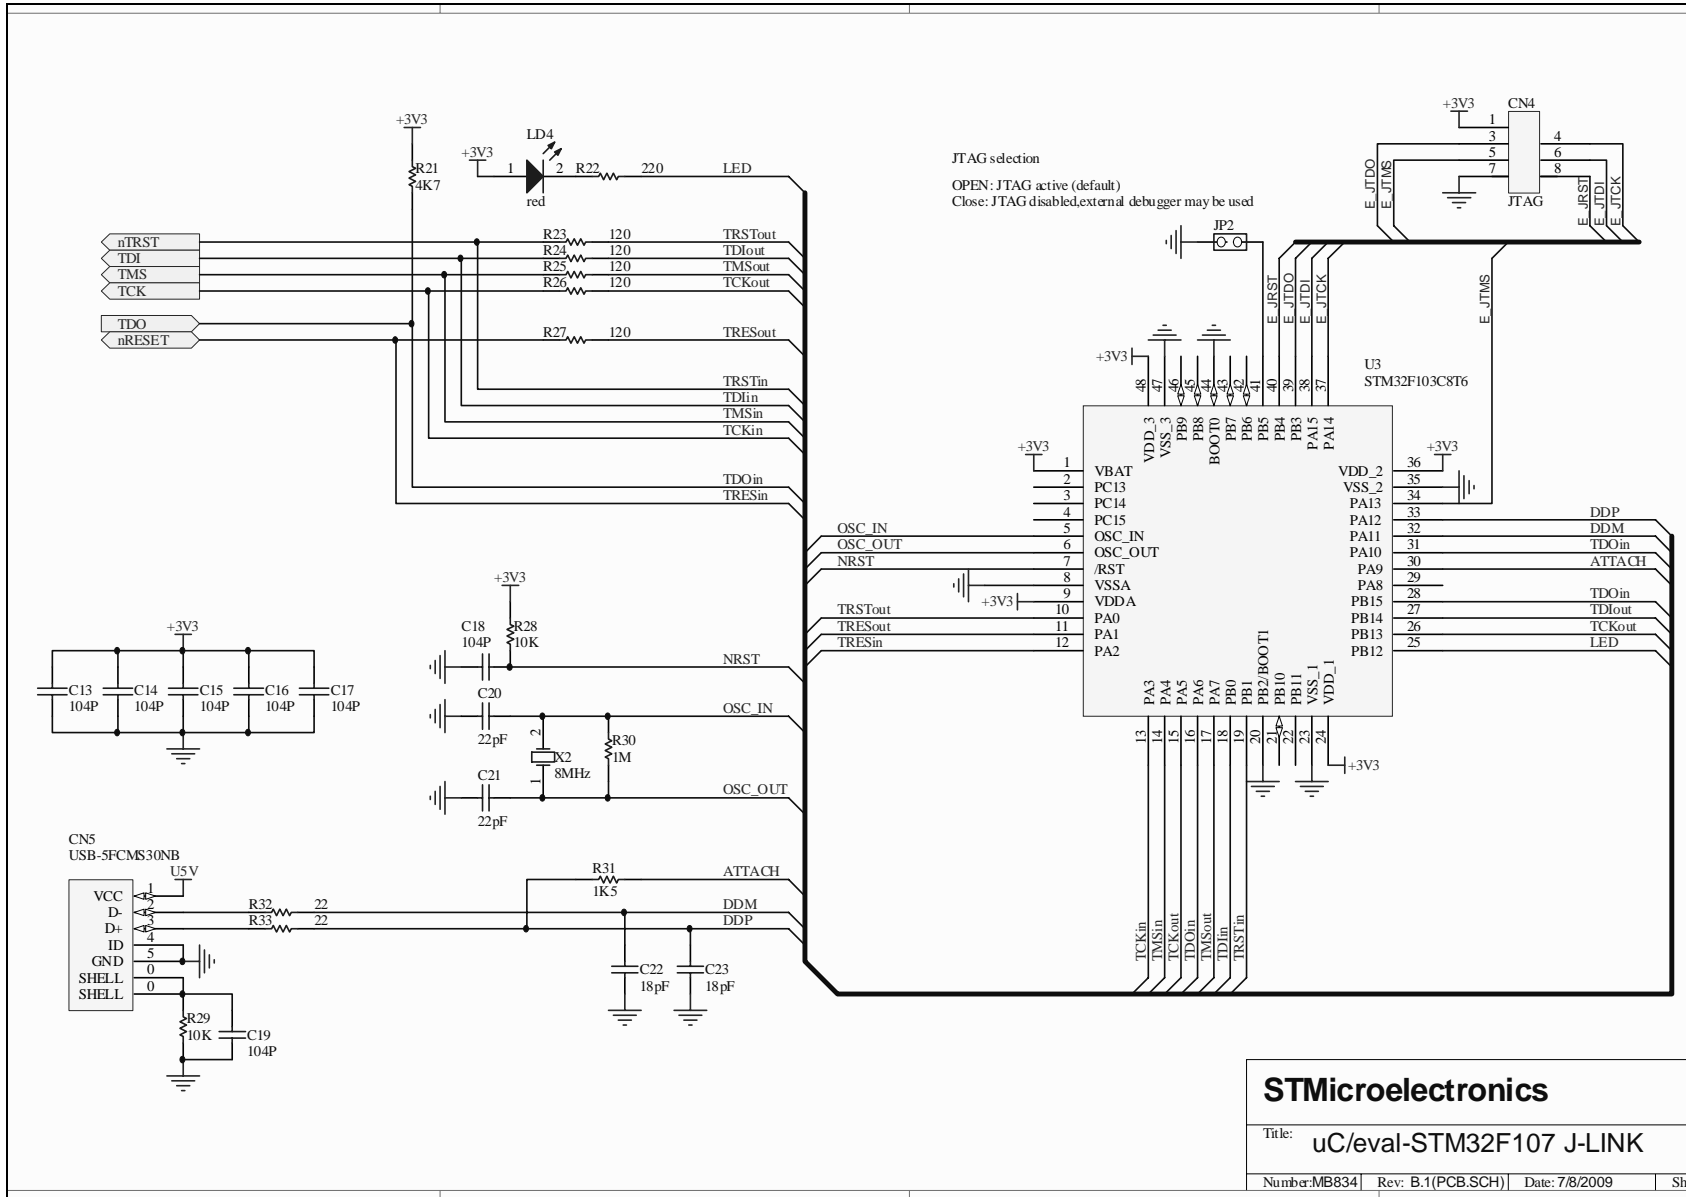 +3V3
R21
4K7
+3V3
LD4
1
2
red
R22
220
LED
nTRST
TDI
TMS
TCK
TDO
nRESET
R23 120 TRSTout
R24 120 TDIout
R25 120 TMSout
R26 120 TCKout
R27 120 TRESout
TRSTin
TDIin
TMSin
TCKin
TDOin
TRESin
JTAG selection
OPEN: JTAG active (default)
Close: JTAG disabled,external debugger may be used
JP2
+3V3
CN4
1
3
5
7
4
6
8
JTAG
E_JTDO
E_JTMS
E_JRST
E_JTDI
E_JTCK
E_JRST
E_JTDO
E_JTDI
E_JTCK
E_JTMS
U3
STM32F103C8T6
+3V3
48
47
46
45
44
43
42
41
40
39
38
37
VDD_3
VSS_3
PB9
PB8
BOOT0
PB7
PB6
PB5
PB4
PB3
PA15
PA14
+3V3
1 VBAT
2 PC13
3 PC14
4 PC15
OSC_IN 5 OSC_IN
OSC_OUT 6 OSC_OUT
NRST 7 /RST
8 VSSA
+3V3 9 VDDA
TRSTout 10 PA0
TRESout 11 PA1
TRESin 12 PA2
+3V3
VDD_2 36
VSS_2 35
PA13 34
PA12 33 DDP
PA11 32 DDM
PA10 31 TDOin
PA9 30 ATTACH
PA8 29
PB15 28 TDOin
PB14 27 TDIout
PB13 26 TCKout
PB12 25 LED
PA3
PA4
PA5
PA6
PA7
PB0
PB1
PB2/BOOT1
PB10
PB11
VSS_1
VDD_1
13
14
15
16
17
18
19
20
21
22
23
24
+3V3
TCKin
TMSin
TCKout
TDOin
TMSout
TDIin
TRSTin
+3V3
C13
104P
C14
104P
C15
104P
C16
104P
C17
104P
+3V3
C18
104P
R28
10K
NRST
C20
22pF
OSC_IN
2
X2
8MHz
1
R30
1M
C21
22pF
OSC_OUT
CN5
USB-5FCMS30NB
U5V
VCC 1
D- 2
D+ 3
ID 4
GND 5
SHELL 0
SHELL 0
R32 22
R33 22
R31
1K5
ATTACH
DDM
DDP
C22
18pF
C23
18pF
R29
10K
C19
104P
STMicroelectronics
Title: uC/eval-STM32F107 J-LINK
Number:MB834 Rev: B.1(PCB.SCH) Date: 7/8/2009 Sh